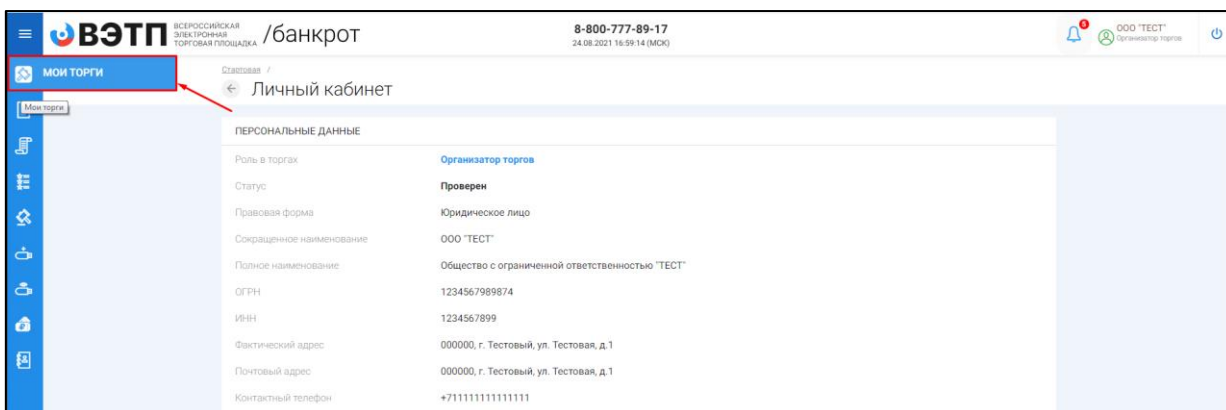 ВЭТП ВСЕРОССИЙСКАЯ ЭЛЕКТРОННАЯ ТОРГОВАЯ ПЛОЩАДКА /банкрот
8-800-777-89-17
24.08.2021 16:59:14 (МСК)
5
ООО "ТЕСТ"
Организатор торгов
МОИ ТОРГИ
Мои торги
Стартовая /
Личный кабинет
ПЕРСОНАЛЬНЫЕ ДАННЫЕ
Роль в торгах Организатор торгов
Статус Проверен
Правовая форма Юридическое лицо
Сокращенное наименование ООО "ТЕСТ"
Полное наименование Общество с ограниченной ответственностью "ТЕСТ"
ОГРН 1234567989874
ИНН 1234567899
Фактический адрес 000000, г. Тестовый, ул. Тестовая, д.1
Почтовый адрес 000000, г. Тестовый, ул. Тестовая, д.1
Контактный телефон +711111111111111